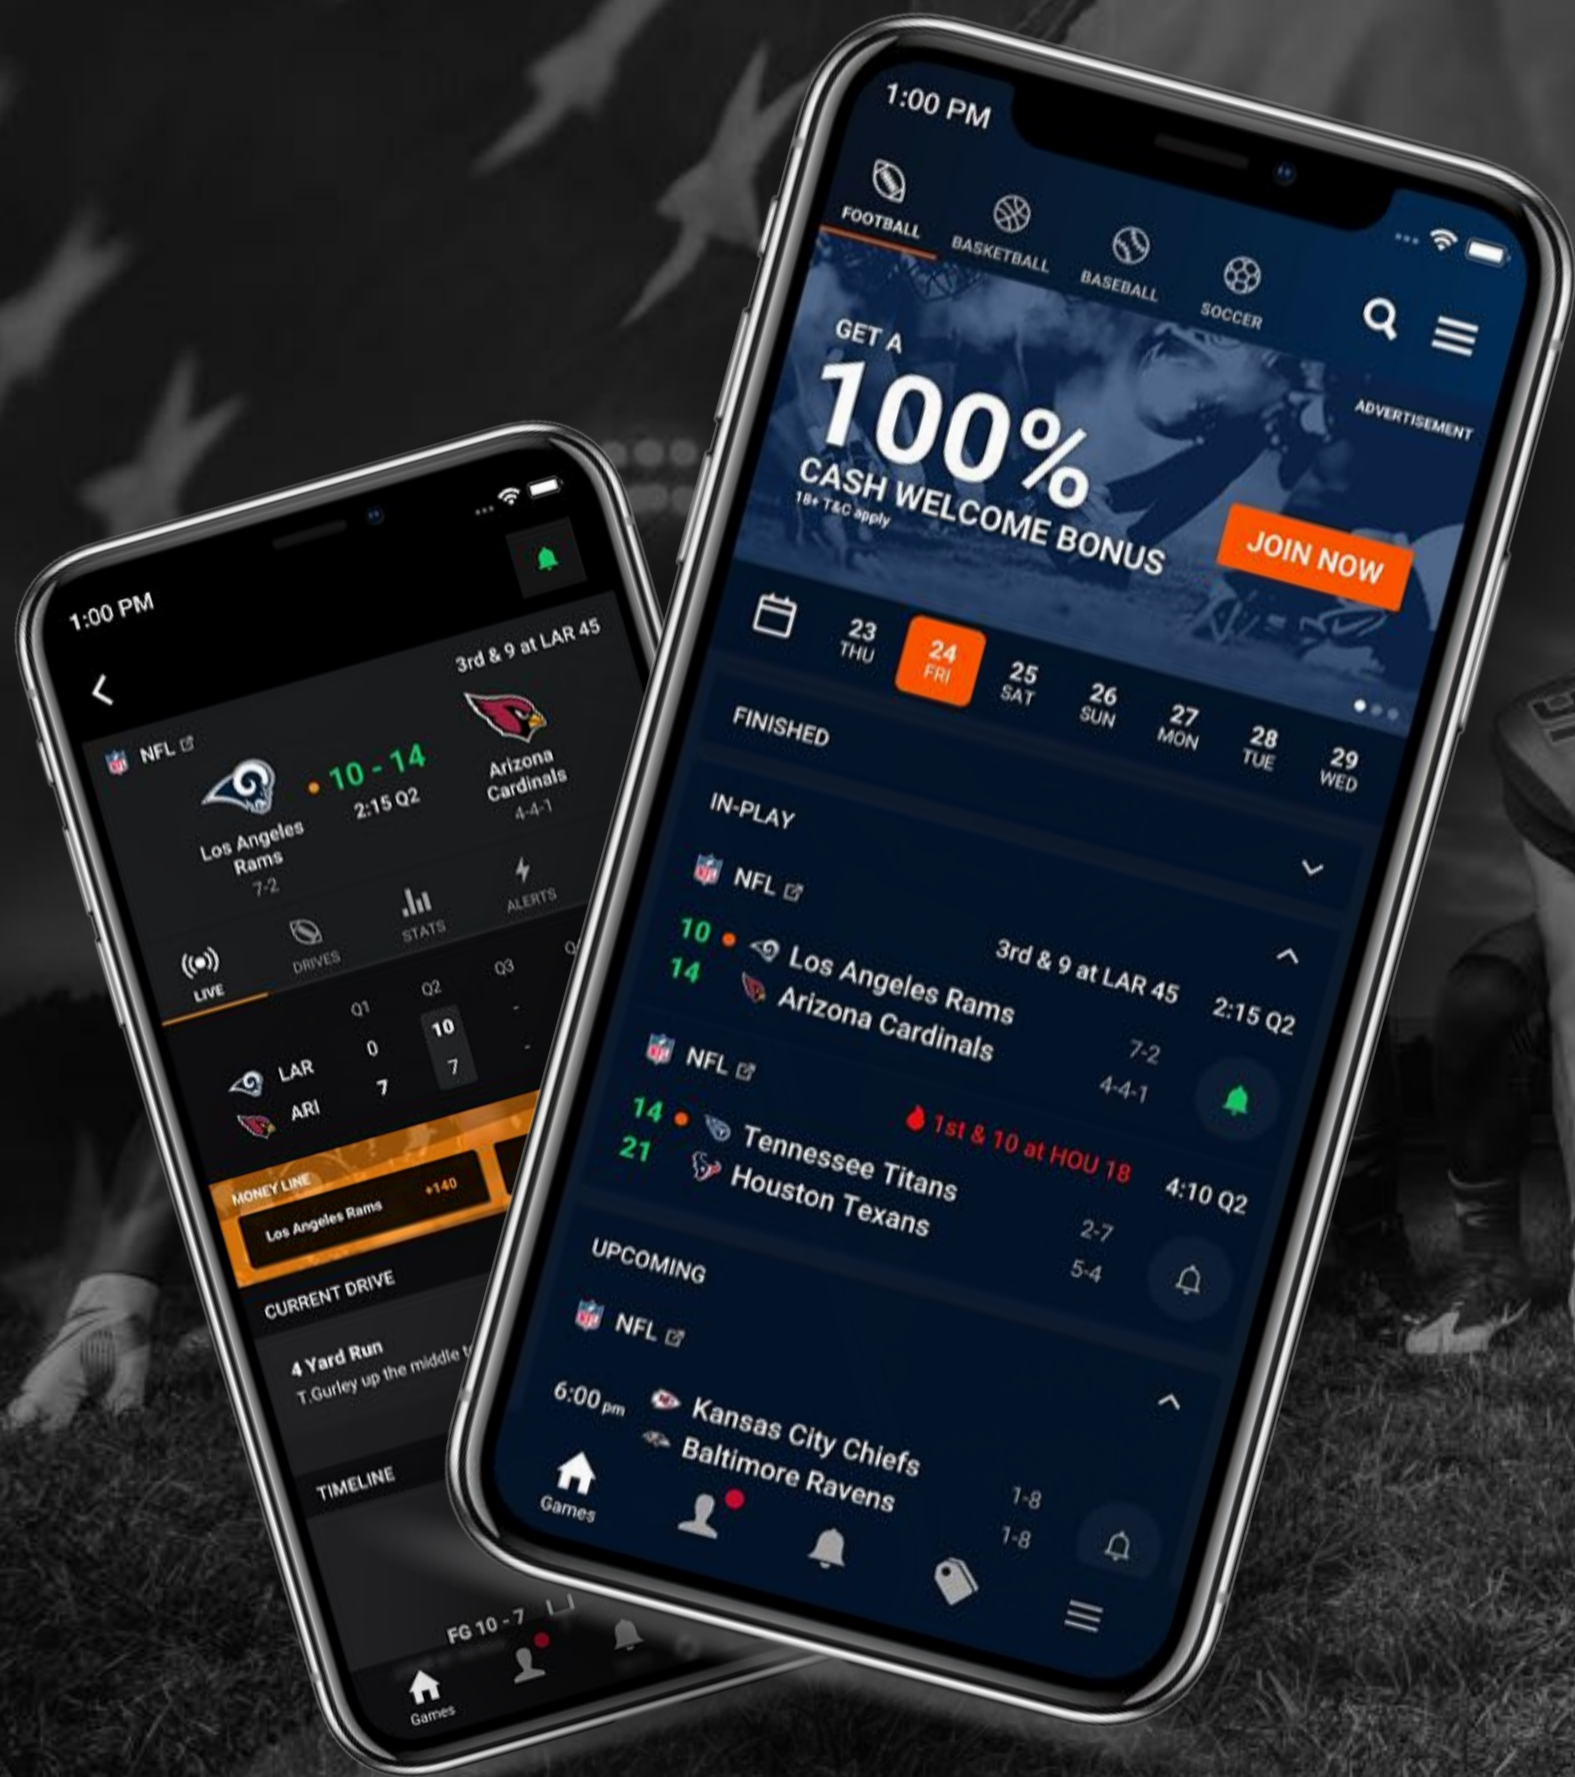 1:00 PM
FOOTBALL
BASKETBALL
BASEBALL
SOCCER
GET A
100%
CASH WELCOME BONUS
18+ T&C apply
ADVERTISEMENT
JOIN NOW
23 THU
24 FRI
25 SAT
26 SUN
27 MON
28 TUE
29 WED
FINISHED
IN-PLAY
NFL
3rd & 9 at LAR 45 2:15 Q2
10 Los Angeles Rams 7-2
14 Arizona Cardinals 4-4-1
NFL
1st & 10 at HOU 18 4:10 Q2
14 Tennessee Titans 2-7
21 Houston Texans 5-4
UPCOMING
NFL
6:00 pm Kansas City Chiefs 1-8
Baltimore Ravens 1-8
Games
1:00 PM
3rd & 9 at LAR 45
NFL
10 - 14
2:15 Q2
Los Angeles
Rams
7-2
Arizona
Cardinals
4-4-1
LIVE
DRIVES
STATS
ALERTS
Q1 Q2 Q3
LAR 0 10 -
ARI 7 7 -
MONEY LINE
Los Angeles Rams +140
CURRENT DRIVE
4 Yard Run
T.Gurley up the middle
TIMELINE
FG 10 - 7
Games